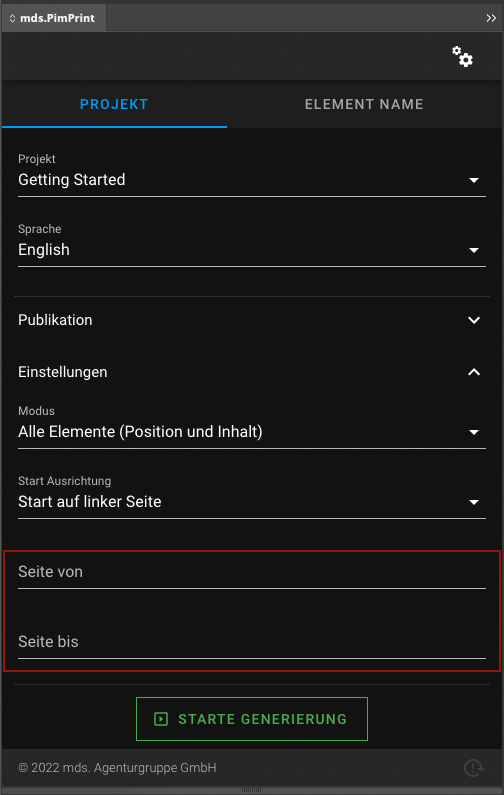 mds.PimPrint
PROJEKT
ELEMENT NAME
Projekt
Getting Started
Sprache
English
Publikation
Einstellungen
Modus
Alle Elemente (Position und Inhalt)
Start Ausrichtung
Start auf linker Seite
Seite von
Seite bis
STARTE GENERIERUNG
© 2022 mds. Agenturgruppe GmbH